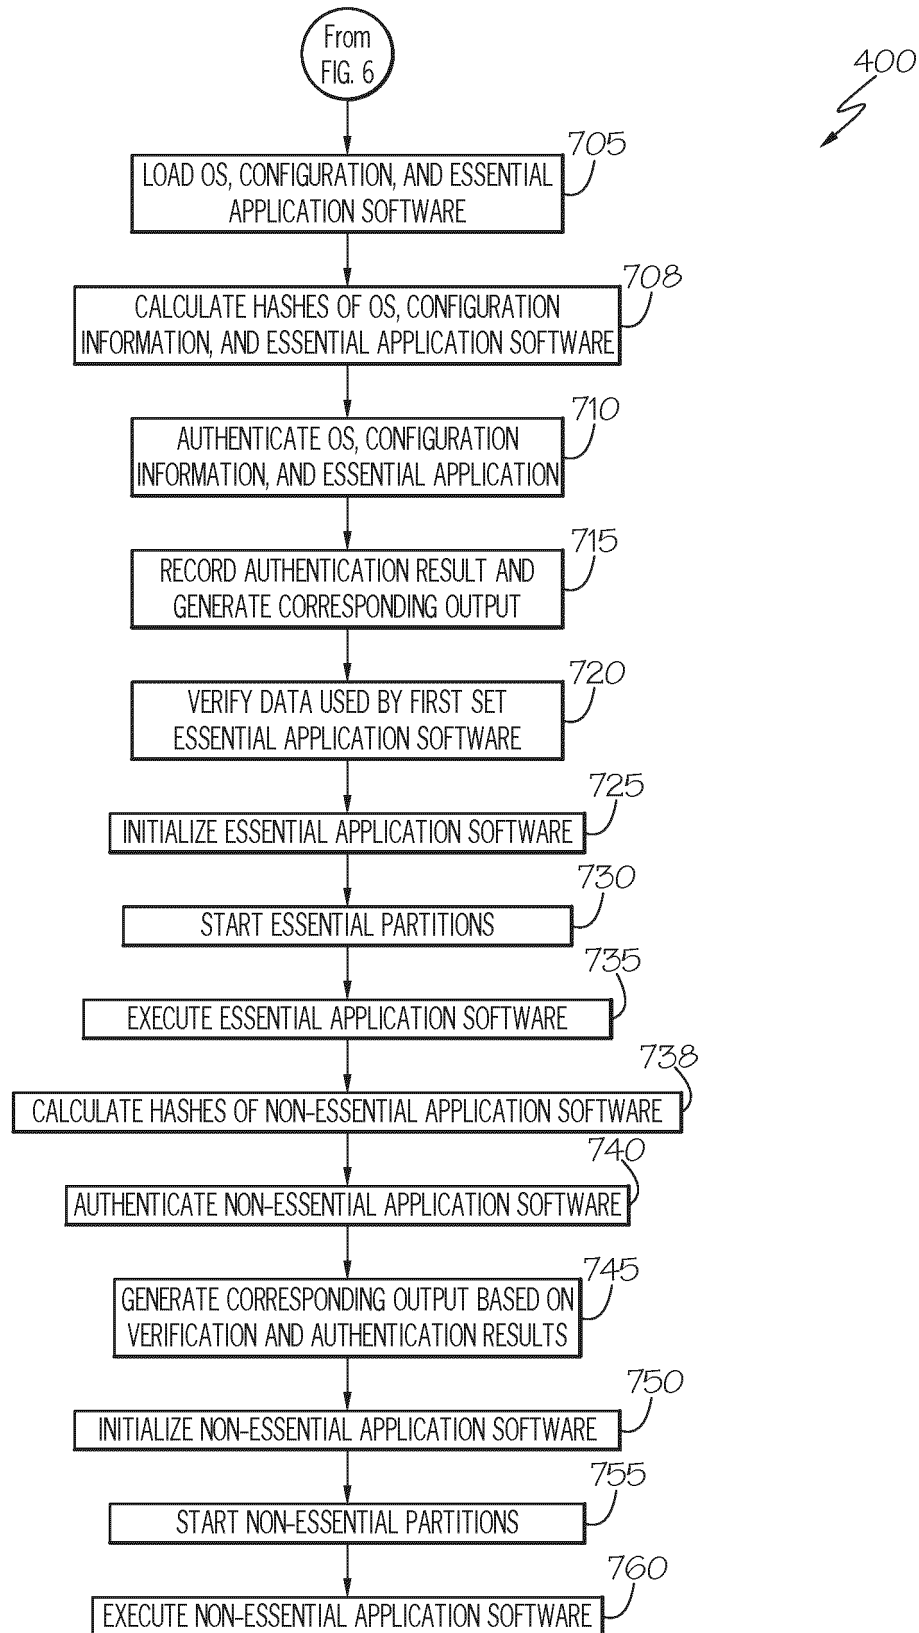 From
FIG. 6
400
705
LOAD OS, CONFIGURATION, AND ESSENTIAL
APPLICATION SOFTWARE
708
CALCULATE HASHES OF OS, CONFIGURATION
INFORMATION, AND ESSENTIAL APPLICATION SOFTWARE
710
AUTHENTICATE OS, CONFIGURATION
INFORMATION, AND ESSENTIAL APPLICATION
715
RECORD AUTHENTICATION RESULT AND
GENERATE CORRESPONDING OUTPUT
720
VERIFY DATA USED BY FIRST SET
ESSENTIAL APPLICATION SOFTWARE
725
INITIALIZE ESSENTIAL APPLICATION SOFTWARE
730
START ESSENTIAL PARTITIONS
735
EXECUTE ESSENTIAL APPLICATION SOFTWARE
738
CALCULATE HASHES OF NON-ESSENTIAL APPLICATION SOFTWARE
740
AUTHENTICATE NON-ESSENTIAL APPLICATION SOFTWARE
745
GENERATE CORRESPONDING OUTPUT BASED ON
VERIFICATION AND AUTHENTICATION RESULTS
750
INITIALIZE NON-ESSENTIAL APPLICATION SOFTWARE
755
START NON-ESSENTIAL PARTITIONS
760
EXECUTE NON-ESSENTIAL APPLICATION SOFTWARE